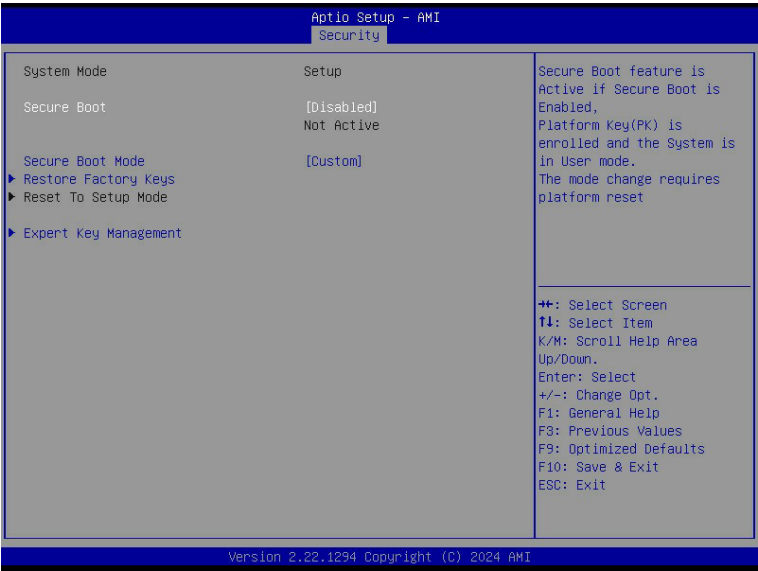 Aptio Setup – AMI
Security
System Mode Setup
Secure Boot [Disabled]
Not Active
Secure Boot Mode [Custom]
Restore Factory Keys
Reset To Setup Mode
Expert Key Management
Secure Boot feature is
Active if Secure Boot is
Enabled,
Platform Key(PK) is
enrolled and the System is
in User mode.
The mode change requires
platform reset
→←: Select Screen
↑↓: Select Item
K/M: Scroll Help Area
Up/Down.
Enter: Select
+/-: Change Opt.
F1: General Help
F3: Previous Values
F9: Optimized Defaults
F10: Save & Exit
ESC: Exit
Version 2.22.1294 Copyright (C) 2024 AMI